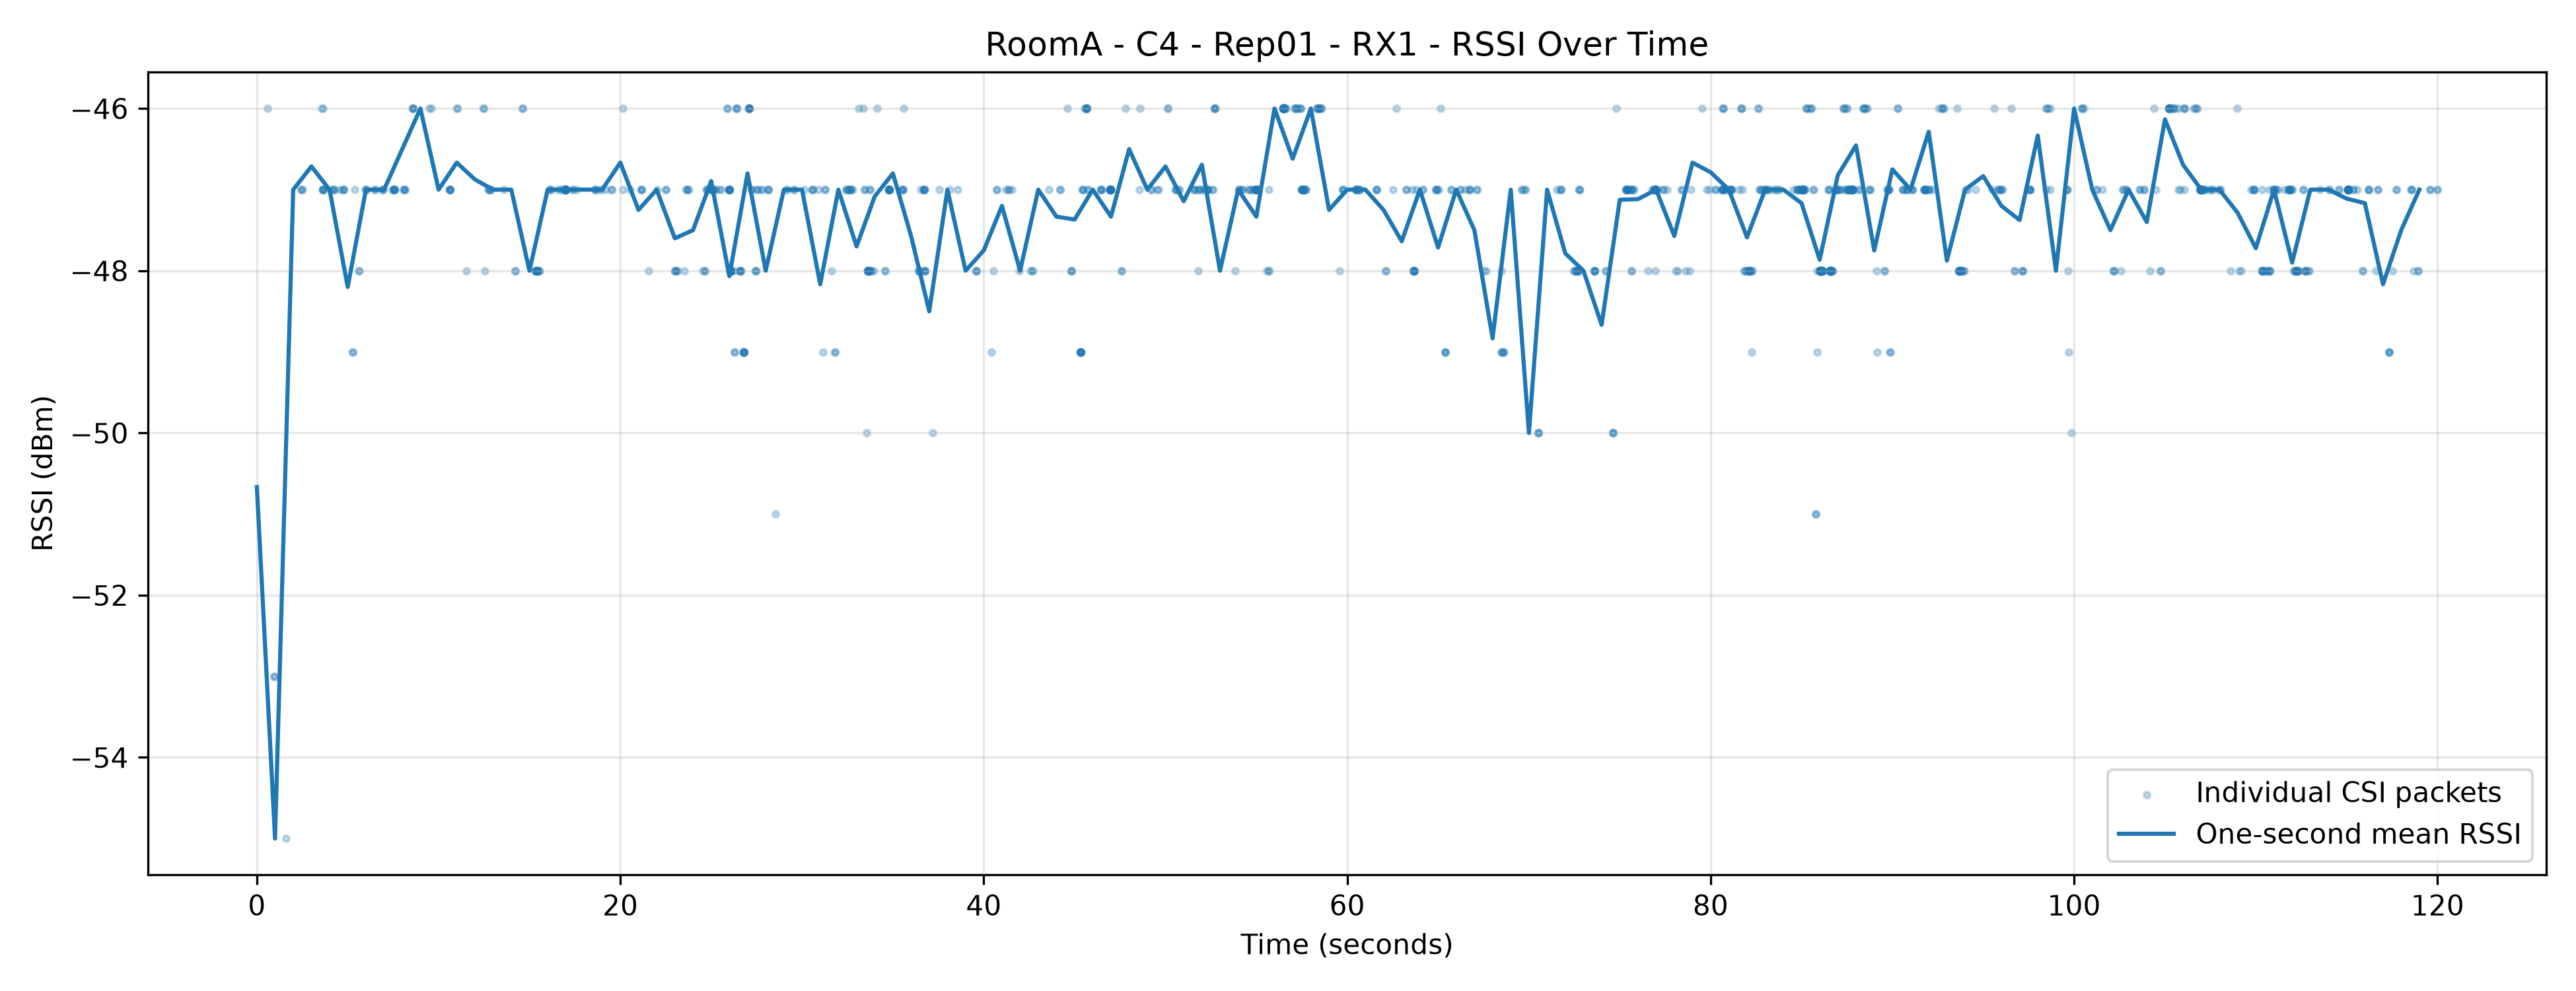 RoomA - C4 - Rep01 - RX1 - RSSI Over Time
RSSI (dBm)
−46
−48
−50
−52
−54
0 20 40 60 80 100 120
Time (seconds)
Individual CSI packets
One-second mean RSSI